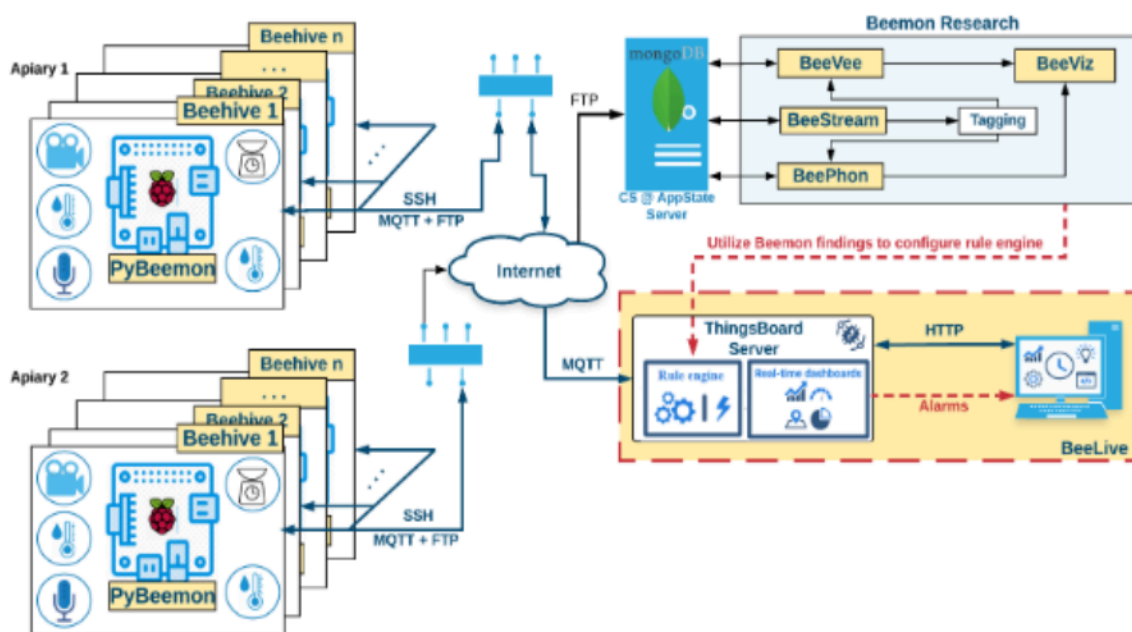 Apiary 1
Beehive n
...
Beehive 2
Beehive 1
PyBeemon
SSH
MQTT + FTP
Apiary 2
Beehive n
...
Beehive 2
Beehive 1
PyBeemon
SSH
MQTT + FTP
Internet
FTP
MQTT
mongoDB
CS @ AppState
Server
Beemon Research
BeeVee
BeeViz
BeeStream
Tagging
BeePhon
Utilize Beemon findings to configure rule engine
ThingsBoard
Server
Rule engine
Real-time dashboards
HTTP
Alarms
BeeLive